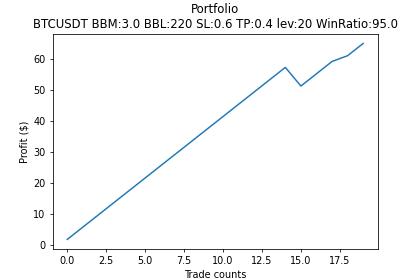 Portfolio
BTCUSDT BBM:3.0 BBL:220 SL:0.6 TP:0.4 lev:20 WinRatio:95.0
60
50
40
30
20
10
0
Profit ($)
0.0 2.5 5.0 7.5 10.0 12.5 15.0 17.5
Trade counts